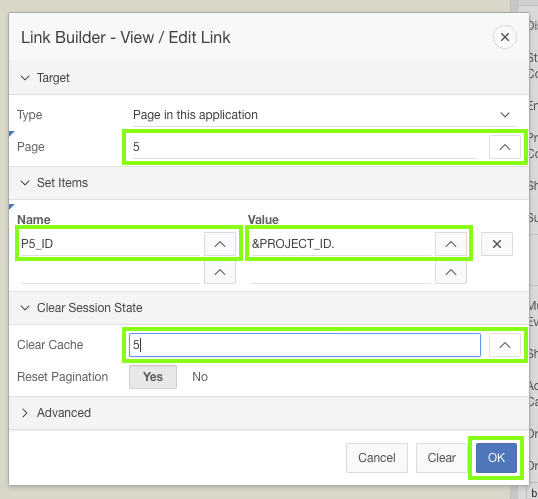 Link Builder - View / Edit Link
Target
Type Page in this application
Page 5
Set Items
Name Value
P5_ID &PROJECT_ID.
Clear Session State
Clear Cache 5
Reset Pagination Yes No
Advanced
Cancel Clear OK